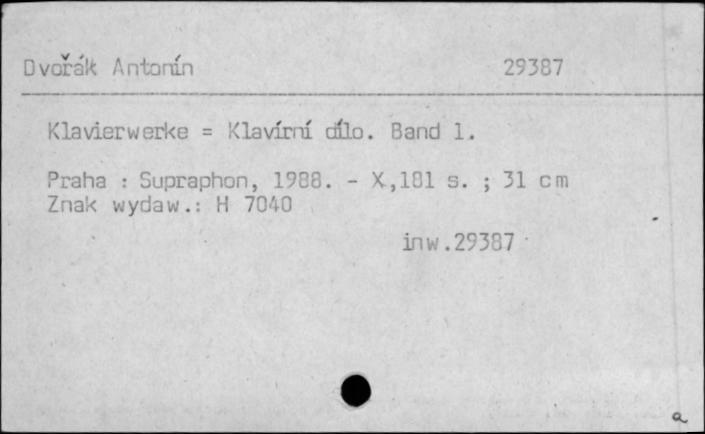 Dvořák Antonín 29387
Klavierwerke = Klavírní dílo. Band 1.
Praha : Supraphon, 1988. - X,181 s. ; 31 cm
Znak wydaw.: H 7040
inw.29387
a